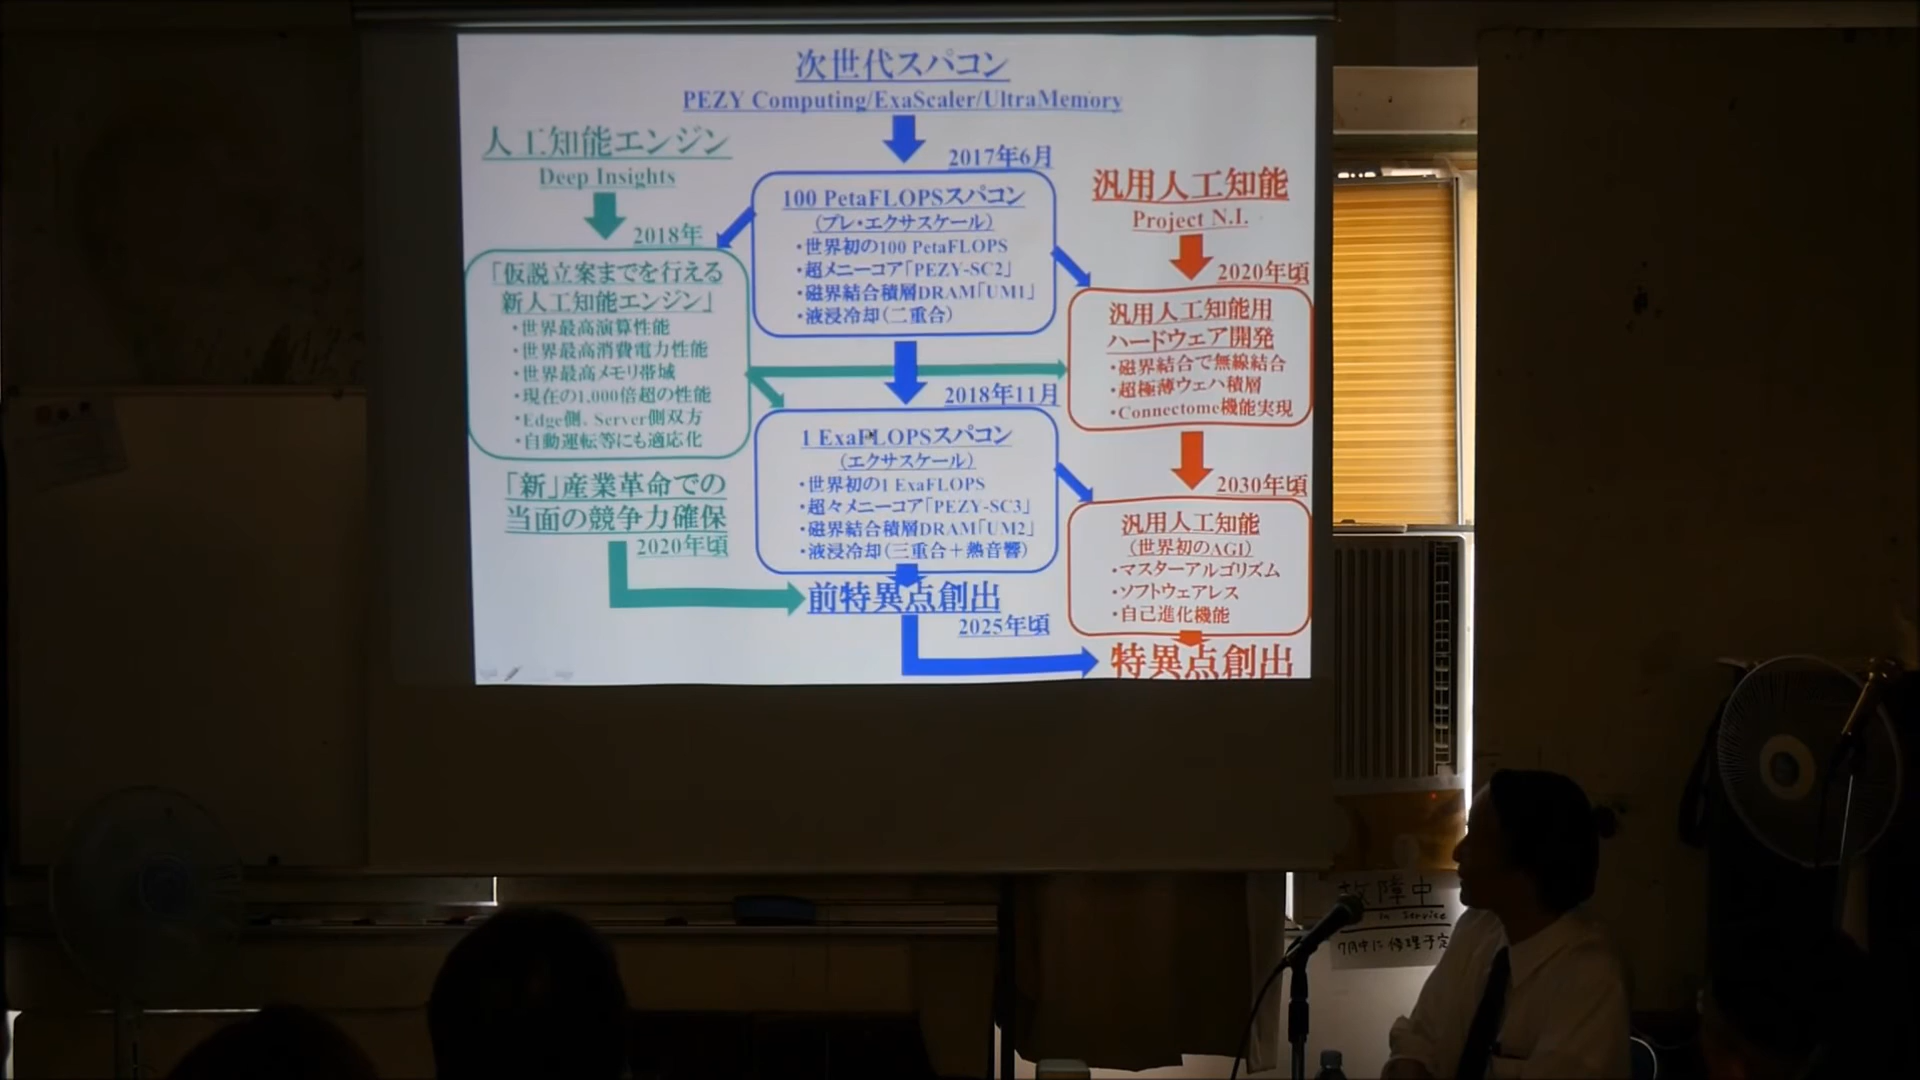 次世代スパコン
PEZY Computing/ExaScaler/UltraMemory
人工知能エンジン
Deep Insights
2018年
「仮説立案までを行える
新人工知能エンジン」
・世界最高演算性能
・世界最高消費電力性能
・世界最高メモリ帯域
・現在の1,000倍超の性能
・Edge側、Server側双方
・自動運転等にも適応化
「新」産業革命での
当面の競争力確保
2020年頃
2017年6月
100 PetaFLOPSスパコン
(プレ・エクサスケール)
・世界初の100 PetaFLOPS
・超メニーコア「PEZY-SC2」
・磁界結合積層DRAM「UM1」
・液浸冷却(二重合)
2018年11月
1 ExaFLOPSスパコン
(エクサスケール)
・世界初の1 ExaFLOPS
・超々メニーコア「PEZY-SC3」
・磁界結合積層DRAM「UM2」
・液浸冷却(三重合+熱音響)
前特異点創出
2025年頃
汎用人工知能
Project N.I.
2020年頃
汎用人工知能用
ハードウェア開発
・磁界結合で無線結合
・超極薄ウェハ積層
・Connectome機能実現
2030年頃
汎用人工知能
(世界初のAGI)
・マスターアルゴリズム
・ソフトウェアレス
・自己進化機能
特異点創出
故障中
in Service
7月中に修理予定